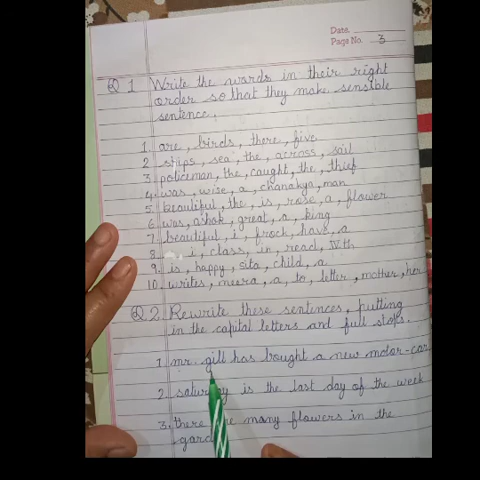 Date.
Page No. 3
Q 1 Write the words in their right
order so that they make sensible
sentence.
1. are, birds, there, five
2. ships, sea, the, across, sail
3. policeman, the, caught, the, thief
4. was, wise, a, chanakya, man
5. beautiful, the, is, rose, a, flower
6. was, ashok, great, a, king
7. beautiful, i, frock, have, a
8. i, class, in, read, IVth
9. is, happy, sita, child, a
10. writes, meera, a, to, letter, mother, her
Q.2 Rewrite these sentences, putting
in the capital letters and full stops.
1 mr. gill has bought a new motor-car
2. saturday is the last day of the week
3. there are many flowers in the